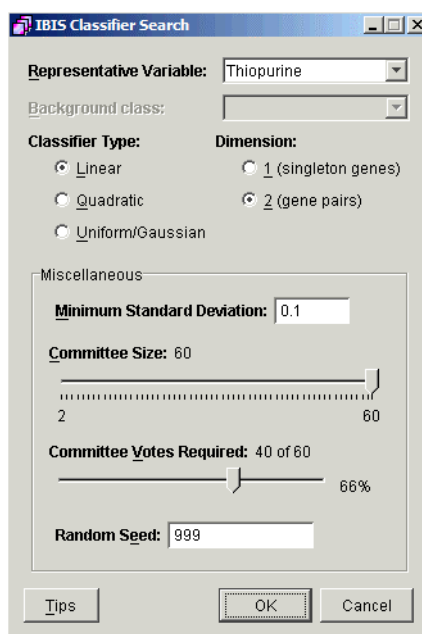 IBIS Classifier Search
Representative Variable: Thiopurine
Background class:
Classifier Type: Dimension:
Linear 1 (singleton genes)
Quadratic 2 (gene pairs)
Uniform/Gaussian
Miscellaneous
Minimum Standard Deviation: 0.1
Committee Size: 60
2 60
Committee Votes Required: 40 of 60
66%
Random Seed: 999
Tips OK Cancel